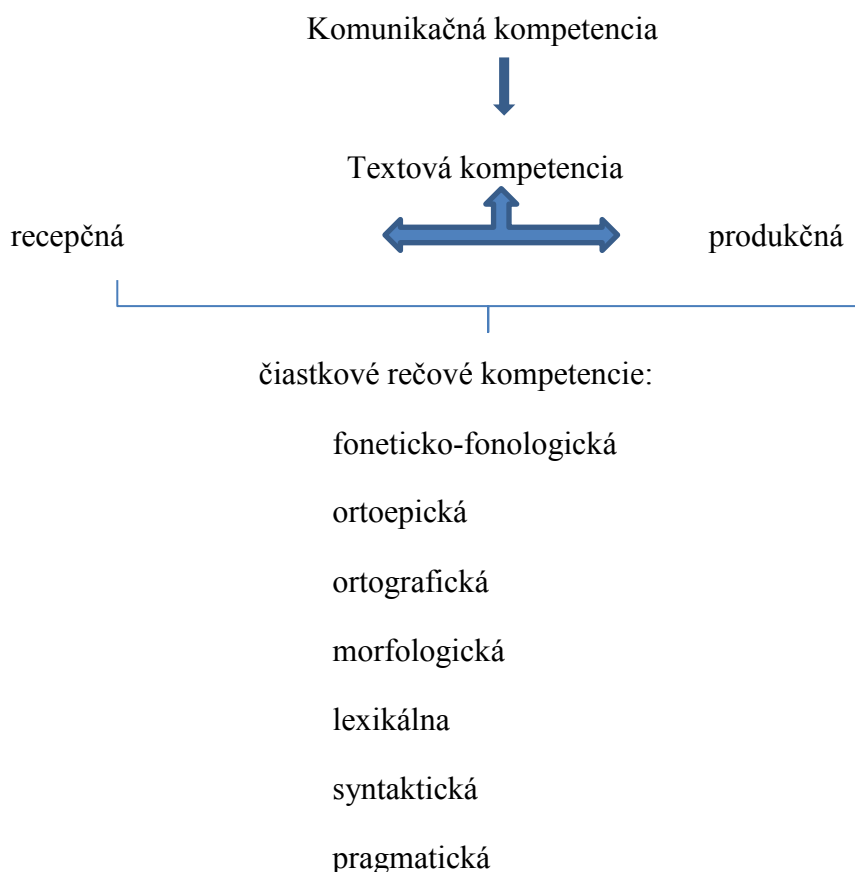 Komunikačná kompetencia
Textová kompetencia
recepčná produkčná
čiastkové rečové kompetencie:
foneticko-fonologická
ortoepická
ortografická
morfologická
lexikálna
syntaktická
pragmatická